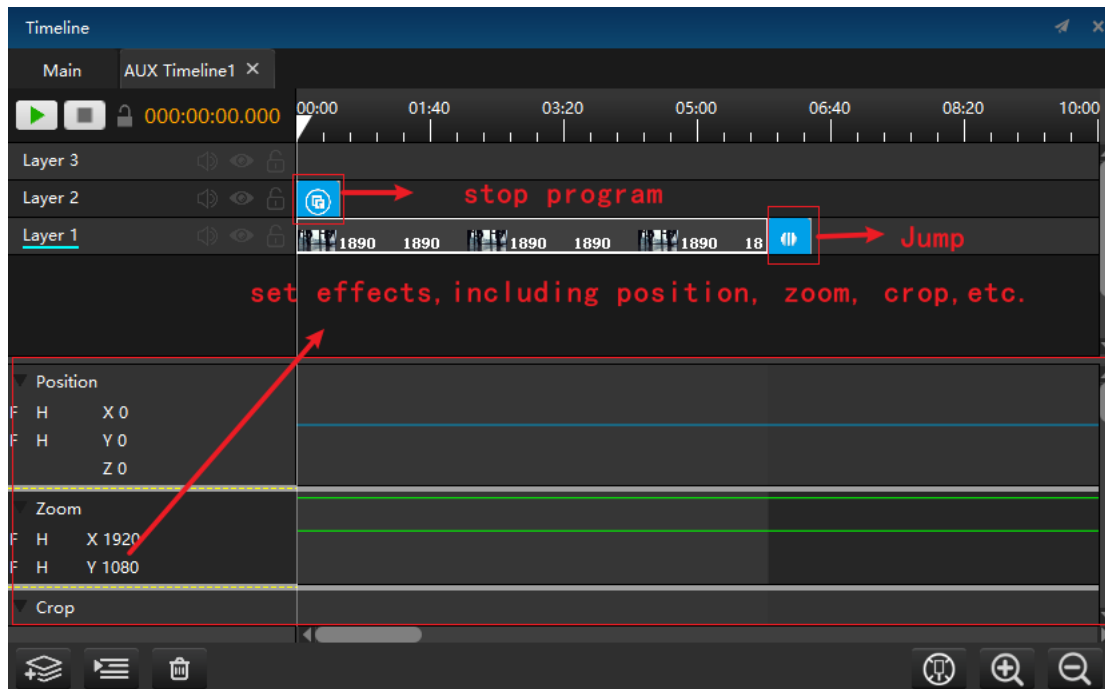 Timeline
Main AUX Timeline1
000:00:00.000 00:00 01:40 03:20 05:00 06:40 08:20 10:00
Layer 3
Layer 2 stop program
Layer 1 1890 1890 1890 1890 1890 18 Jump
set effects,including position, zoom, crop,etc.
Position
F H X 0
F H Y 0
Z 0
Zoom
F H X 1920
F H Y 1080
Crop